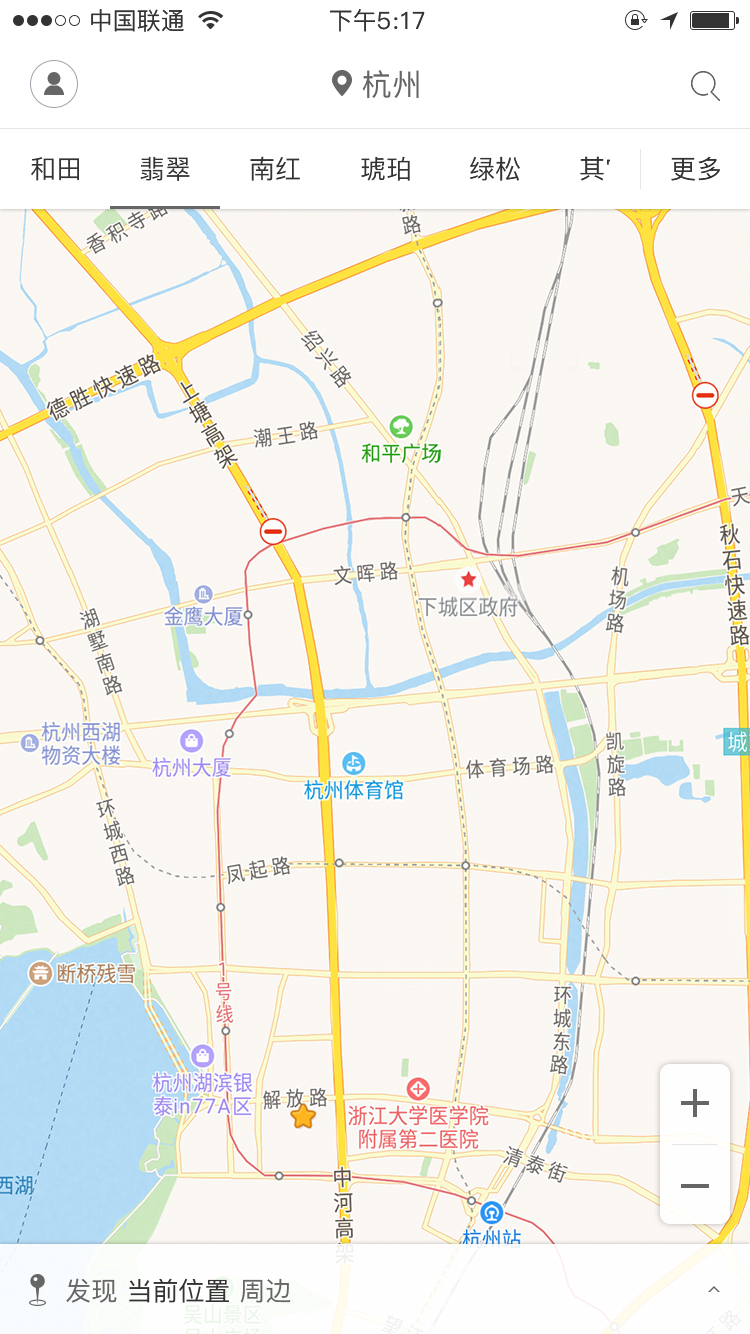 中国联通 下午5:17
杭州
和田 翡翠 南红 琥珀 绿松 更多
香积寺路
绍兴路
德胜快速路
上塘高架
潮王路
和平广场
天
秋石快速路
文晖路
下城区政府
机场路
金鹰大厦
湖墅南路
杭州西湖
物资大楼
杭州大厦
杭州体育馆
体育场路
凯旋路
城
环城西路
凤起路
断桥残雪
1号线
环城东路
杭州湖滨银
泰in77A区
解放路
浙江大学医学院
附属第二医院
清泰街
西湖
中河高架
杭州站
发现 当前位置 周边
吴山景区